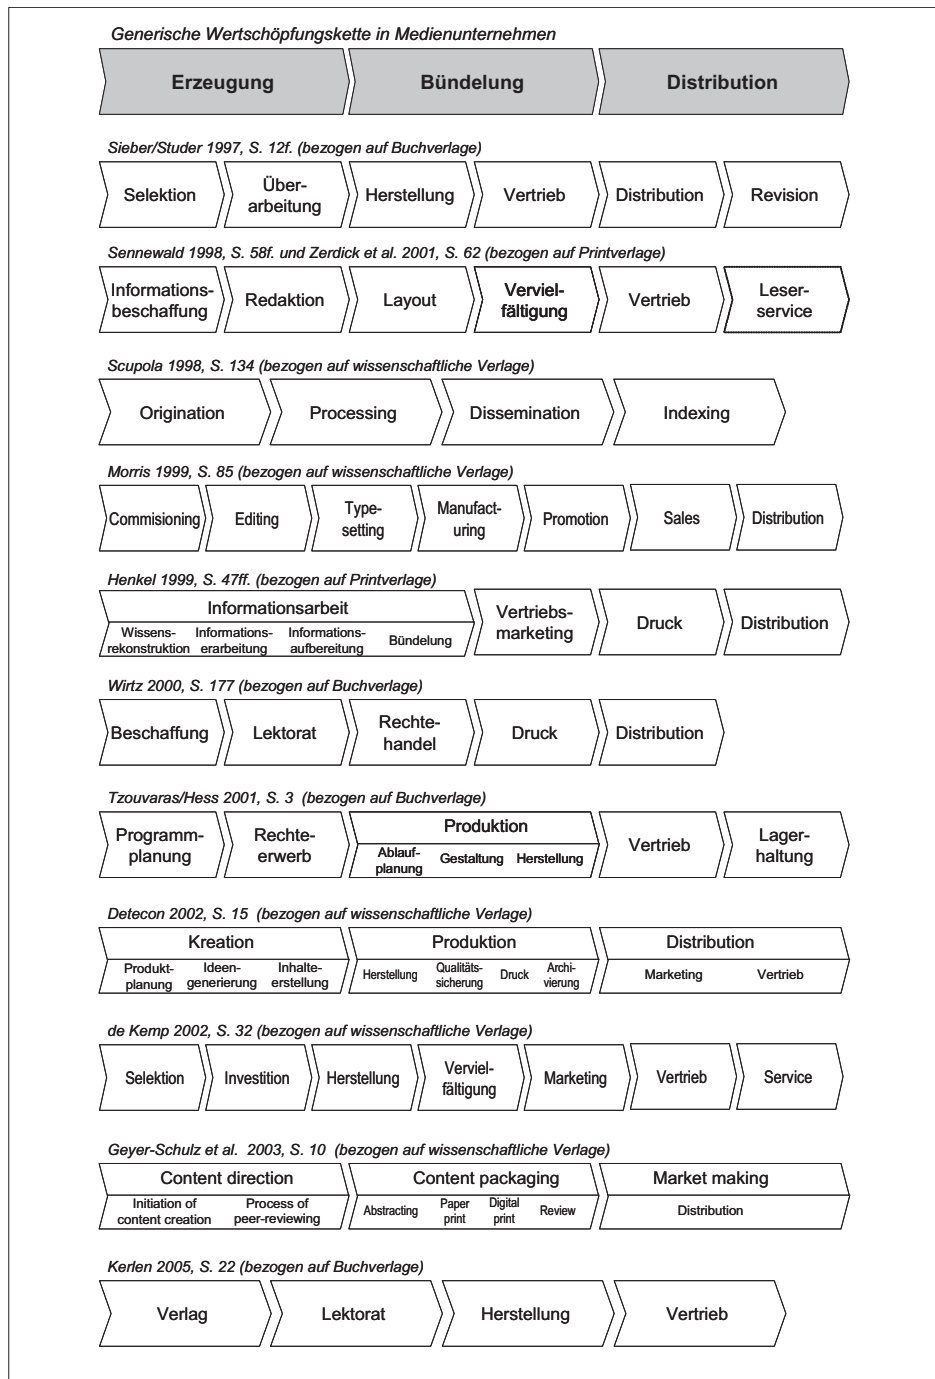 Generische Wertschöpfungskette in Medienunternehmen
Erzeugung Bündelung Distribution
Sieber/Studer 1997, S. 12f. (bezogen auf Buchverlage)
Selektion Über- Herstellung Vertrieb Distribution Revision
arbeitung
Sennewald 1998, S. 58f. und Zerdick et al. 2001, S. 62 (bezogen auf Printverlage)
Informations- Redaktion Layout Verviel- Vertrieb Leser-
beschaffung fältigung service
Scupola 1998, S. 134 (bezogen auf wissenschaftliche Verlage)
Origination Processing Dissemination Indexing
Morris 1999, S. 85 (bezogen auf wissenschaftliche Verlage)
Commisioning Editing Type- Manufact- Promotion Sales Distribution
setting uring
Henkel 1999, S. 47ff. (bezogen auf Printverlage)
Informationsarbeit Vertriebs- Druck Distribution
marketing
Wissens- Informations- Informations- Bündelung
rekonstruktion erarbeitung aufbereitung
Wirtz 2000, S. 177 (bezogen auf Buchverlage)
Beschaffung Lektorat Rechte- Druck Distribution
handel
Tzouvaras/Hess 2001, S. 3 (bezogen auf Buchverlage)
Programm- Rechte- Produktion Vertrieb Lager-
planung erwerb haltung
Ablauf- Gestaltung Herstellung
planung
Detecon 2002, S. 15 (bezogen auf wissenschaftliche Verlage)
Kreation Produktion Distribution
Produkt- Ideen- Inhalte- Herstellung Qualitäts- Druck Archi- Marketing Vertrieb
planung generierung erstellung sicherung vierung
de Kemp 2002, S. 32 (bezogen auf wissenschaftliche Verlage)
Selektion Investition Herstellung Verviel- Marketing Vertrieb Service
fältigung
Geyer-Schulz et al. 2003, S. 10 (bezogen auf wissenschaftliche Verlage)
Content direction Content packaging Market making
Initiation of Process of Abstracting Paper Digital Review Distribution
content creation peer-reviewing print print
Kerlen 2005, S. 22 (bezogen auf Buchverlage)
Verlag Lektorat Herstellung Vertrieb